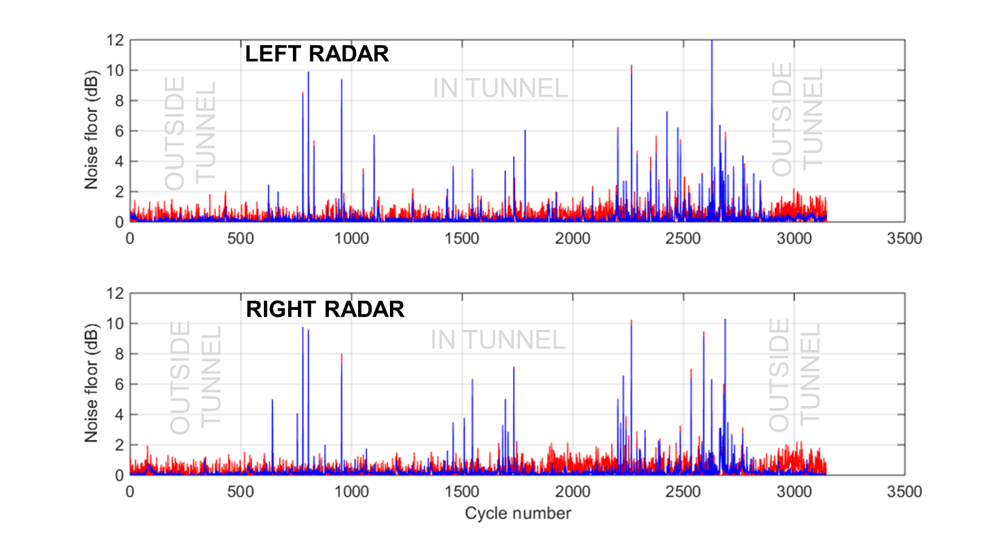 LEFT RADAR
OUTSIDE
TUNNEL
IN TUNNEL
OUTSIDE
TUNNEL
Noise floor (dB)
12
10
8
6
4
2
0
0 500 1000 1500 2000 2500 3000 3500
RIGHT RADAR
OUTSIDE
TUNNEL
IN TUNNEL
OUTSIDE
TUNNEL
Noise floor (dB)
12
10
8
6
4
2
0
0 500 1000 1500 2000 2500 3000 3500
Cycle number